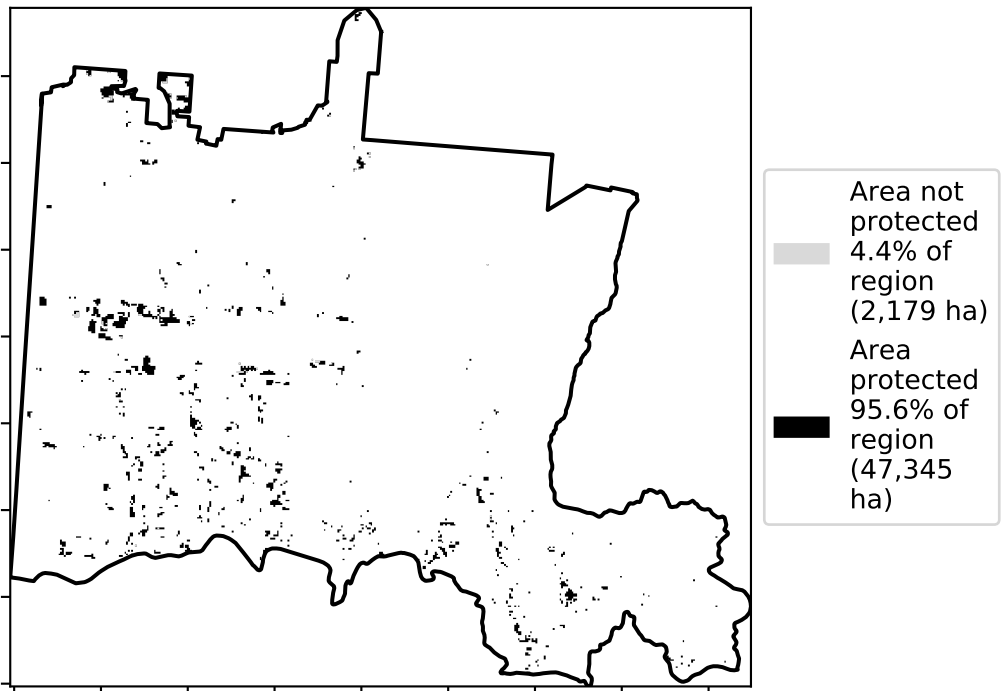 Area not
protected
4.4% of
region
(2,179 ha)
Area
protected
95.6% of
region
(47,345
ha)